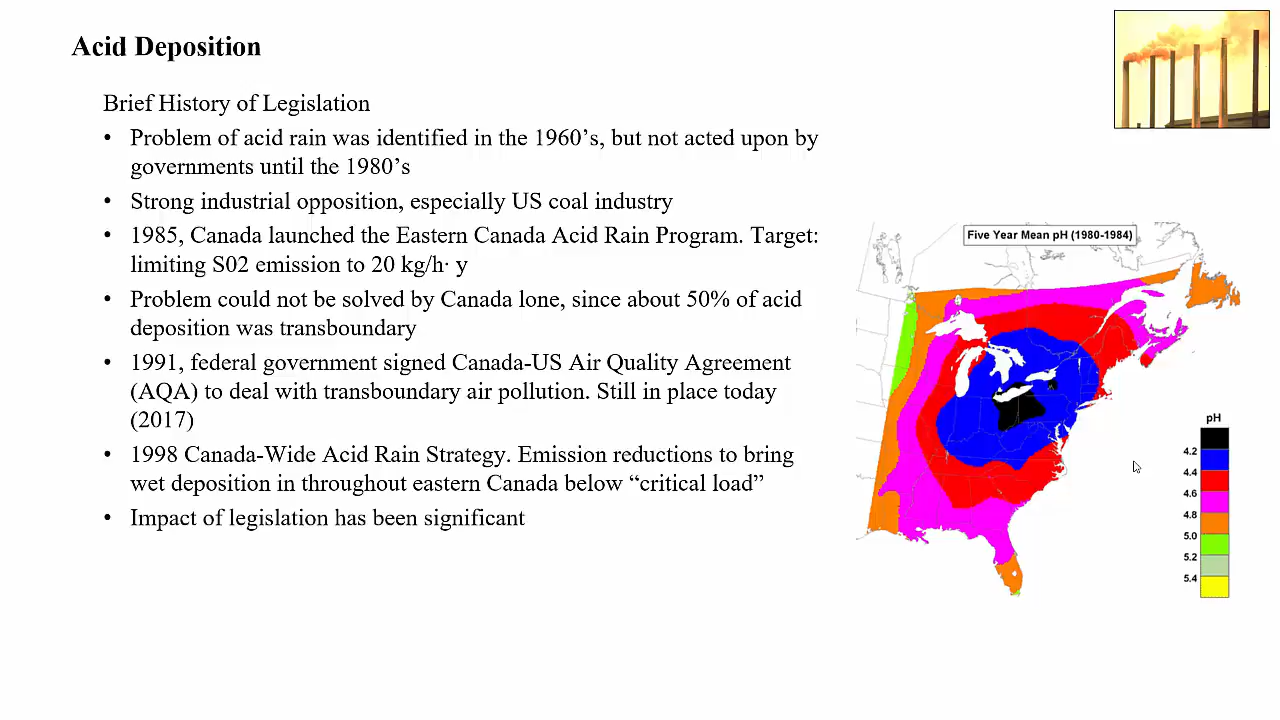 Acid Deposition
Brief History of Legislation
• Problem of acid rain was identified in the 1960’s, but not acted upon by
governments until the 1980’s
• Strong industrial opposition, especially US coal industry
• 1985, Canada launched the Eastern Canada Acid Rain Program. Target:
limiting S02 emission to 20 kg/h· y
• Problem could not be solved by Canada lone, since about 50% of acid
deposition was transboundary
• 1991, federal government signed Canada-US Air Quality Agreement
(AQA) to deal with transboundary air pollution. Still in place today
(2017)
• 1998 Canada-Wide Acid Rain Strategy. Emission reductions to bring
wet deposition in throughout eastern Canada below “critical load”
• Impact of legislation has been significant
Five Year Mean pH (1980-1984)
pH
4.2
4.4
4.6
4.8
5.0
5.2
5.4